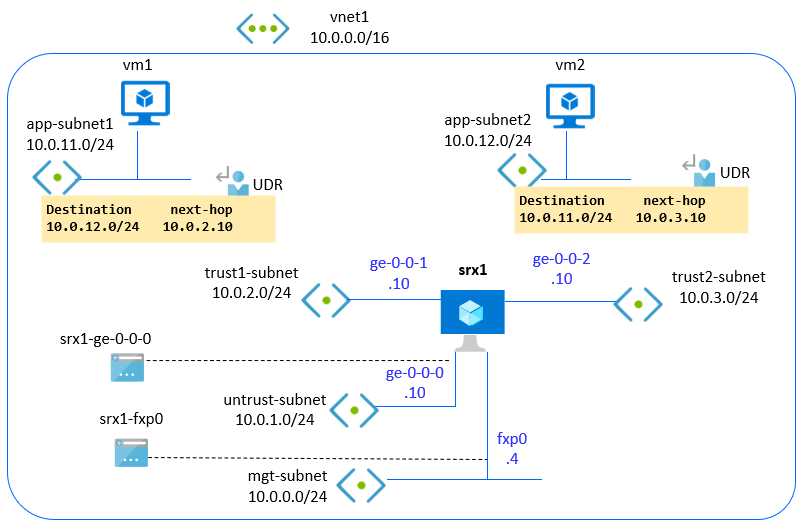 vnet1
10.0.0.0/16
vm1
vm2
app-subnet1
10.0.11.0/24
app-subnet2
10.0.12.0/24
UDR
UDR
Destination next-hop
10.0.12.0/24 10.0.2.10
Destination next-hop
10.0.11.0/24 10.0.3.10
trust1-subnet
10.0.2.0/24
ge-0-0-1
.10
srx1
ge-0-0-2
.10
trust2-subnet
10.0.3.0/24
srx1-ge-0-0-0
ge-0-0-0
.10
untrust-subnet
10.0.1.0/24
srx1-fxp0
fxp0
.4
mgt-subnet
10.0.0.0/24